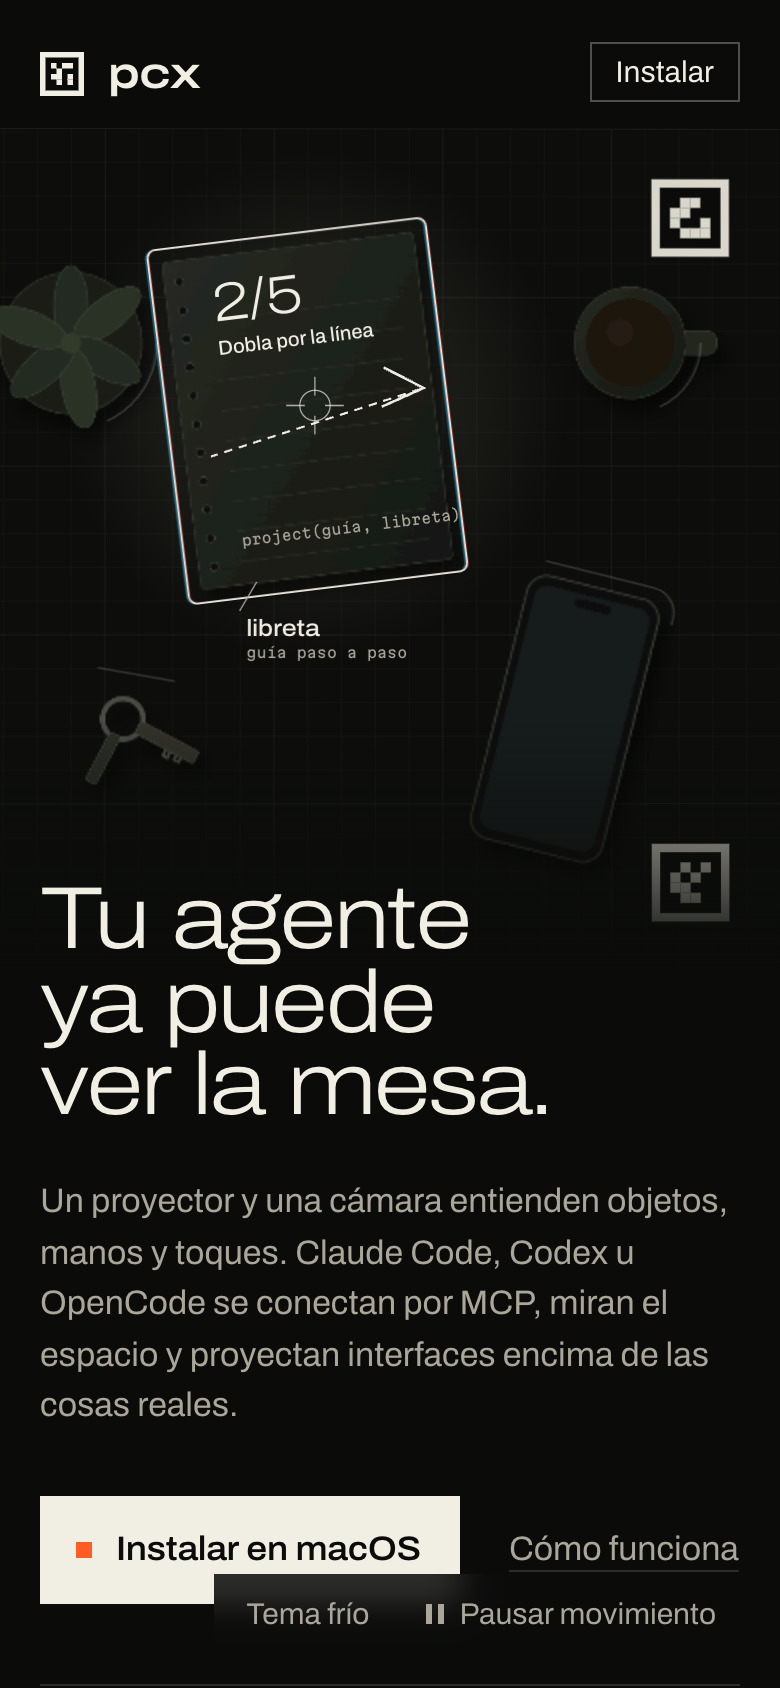 pcx
Instalar
2/5
Dobla por la línea
project(guía, libreta)
libreta
guía paso a paso
Tu agente
ya puede
ver la mesa.
Un proyector y una cámara entienden objetos,
manos y toques. Claude Code, Codex u
OpenCode se conectan por MCP, miran el
espacio y proyectan interfaces encima de las
cosas reales.
Instalar en macOS
Cómo funciona
Tema frío
Pausar movimiento